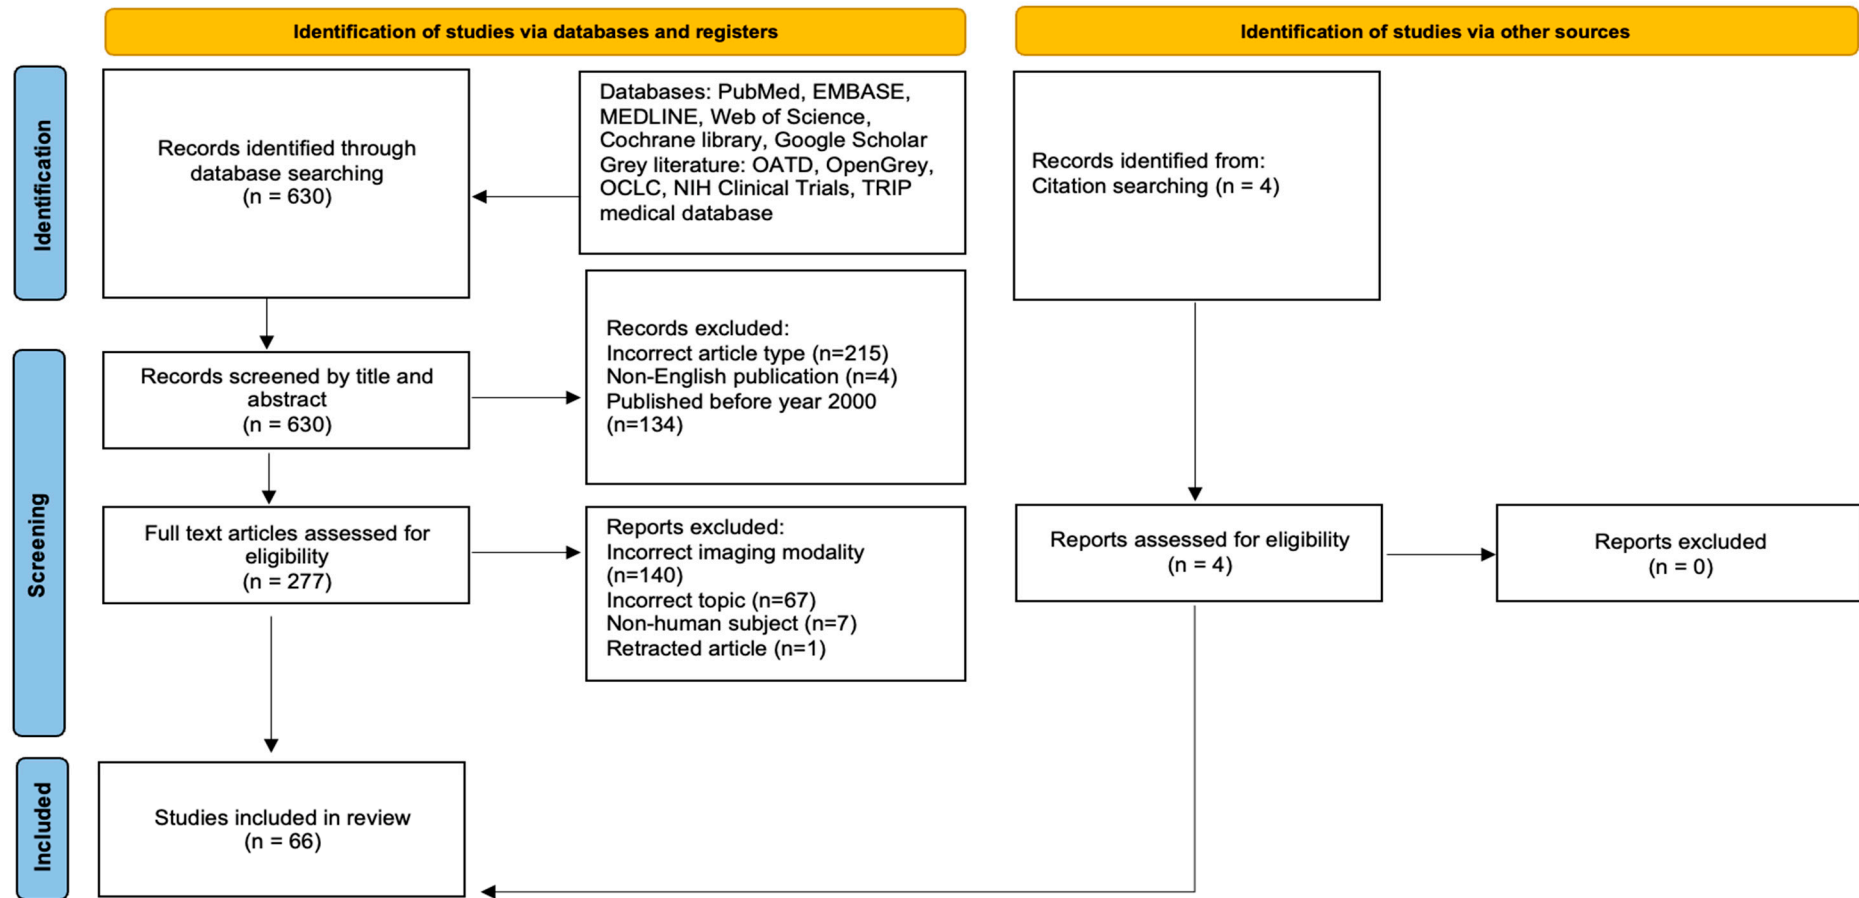 Identification of studies via databases and registers
Identification of studies via other sources
Identification
Records identified through
database searching
(n = 630)
Databases: PubMed, EMBASE,
MEDLINE, Web of Science,
Cochrane library, Google Scholar
Grey literature: OATD, OpenGrey,
OCLC, NIH Clinical Trials, TRIP
medical database
Records identified from:
Citation searching (n = 4)
Screening
Records screened by title and
abstract
(n = 630)
Records excluded:
Incorrect article type (n=215)
Non-English publication (n=4)
Published before year 2000
(n=134)
Full text articles assessed for
eligibility
(n = 277)
Reports excluded:
Incorrect imaging modality
(n=140)
Incorrect topic (n=67)
Non-human subject (n=7)
Retracted article (n=1)
Reports assessed for eligibility
(n = 4)
Reports excluded
(n = 0)
Included
Studies included in review
(n = 66)